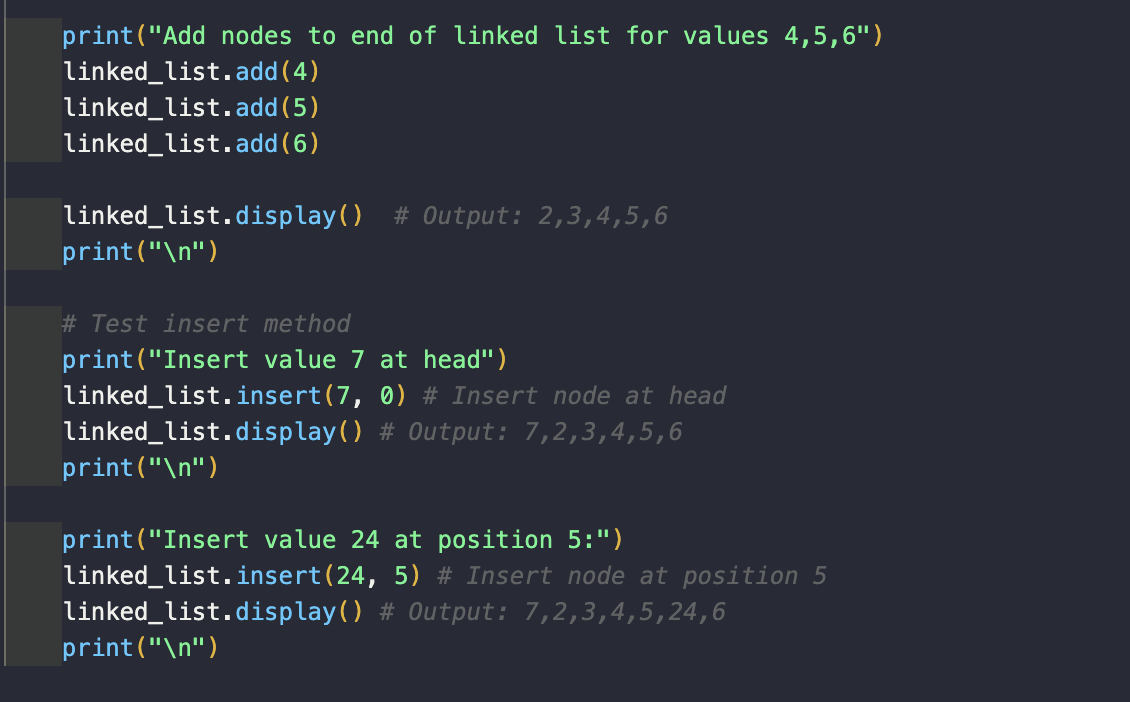 print("Add nodes to end of linked list for values 4,5,6")
linked_list.add(4)
linked_list.add(5)
linked_list.add(6)
linked_list.display()  # Output: 2,3,4,5,6
print("\n")
# Test insert method
print("Insert value 7 at head")
linked_list.insert(7, 0) # Insert node at head
linked_list.display() # Output: 7,2,3,4,5,6
print("\n")
print("Insert value 24 at position 5:")
linked_list.insert(24, 5) # Insert node at position 5
linked_list.display() # Output: 7,2,3,4,5,24,6
print("\n")